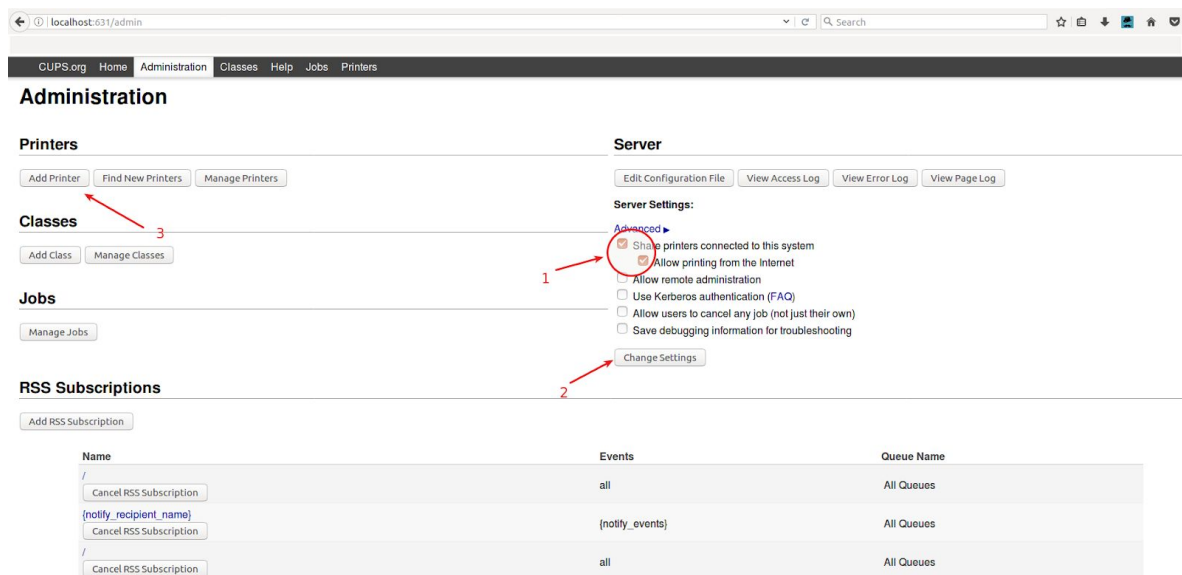 localhost:631/admin
Search
CUPS.org Home Administration Classes Help Jobs Printers
Administration
Printers
Add Printer Find New Printers Manage Printers
3
Classes
Add Class Manage Classes
Jobs
Manage Jobs
Server
Edit Configuration File View Access Log View Error Log View Page Log
Server Settings:
Advanced ▸
Share printers connected to this system
1
Allow printing from the Internet
Allow remote administration
Use Kerberos authentication (FAQ)
Allow users to cancel any job (not just their own)
Save debugging information for troubleshooting
Change Settings
2
RSS Subscriptions
Add RSS Subscription
Name Events Queue Name
/
Cancel RSS Subscription all All Queues
{notify_recipient_name}
Cancel RSS Subscription {notify_events} All Queues
/
Cancel RSS Subscription all All Queues